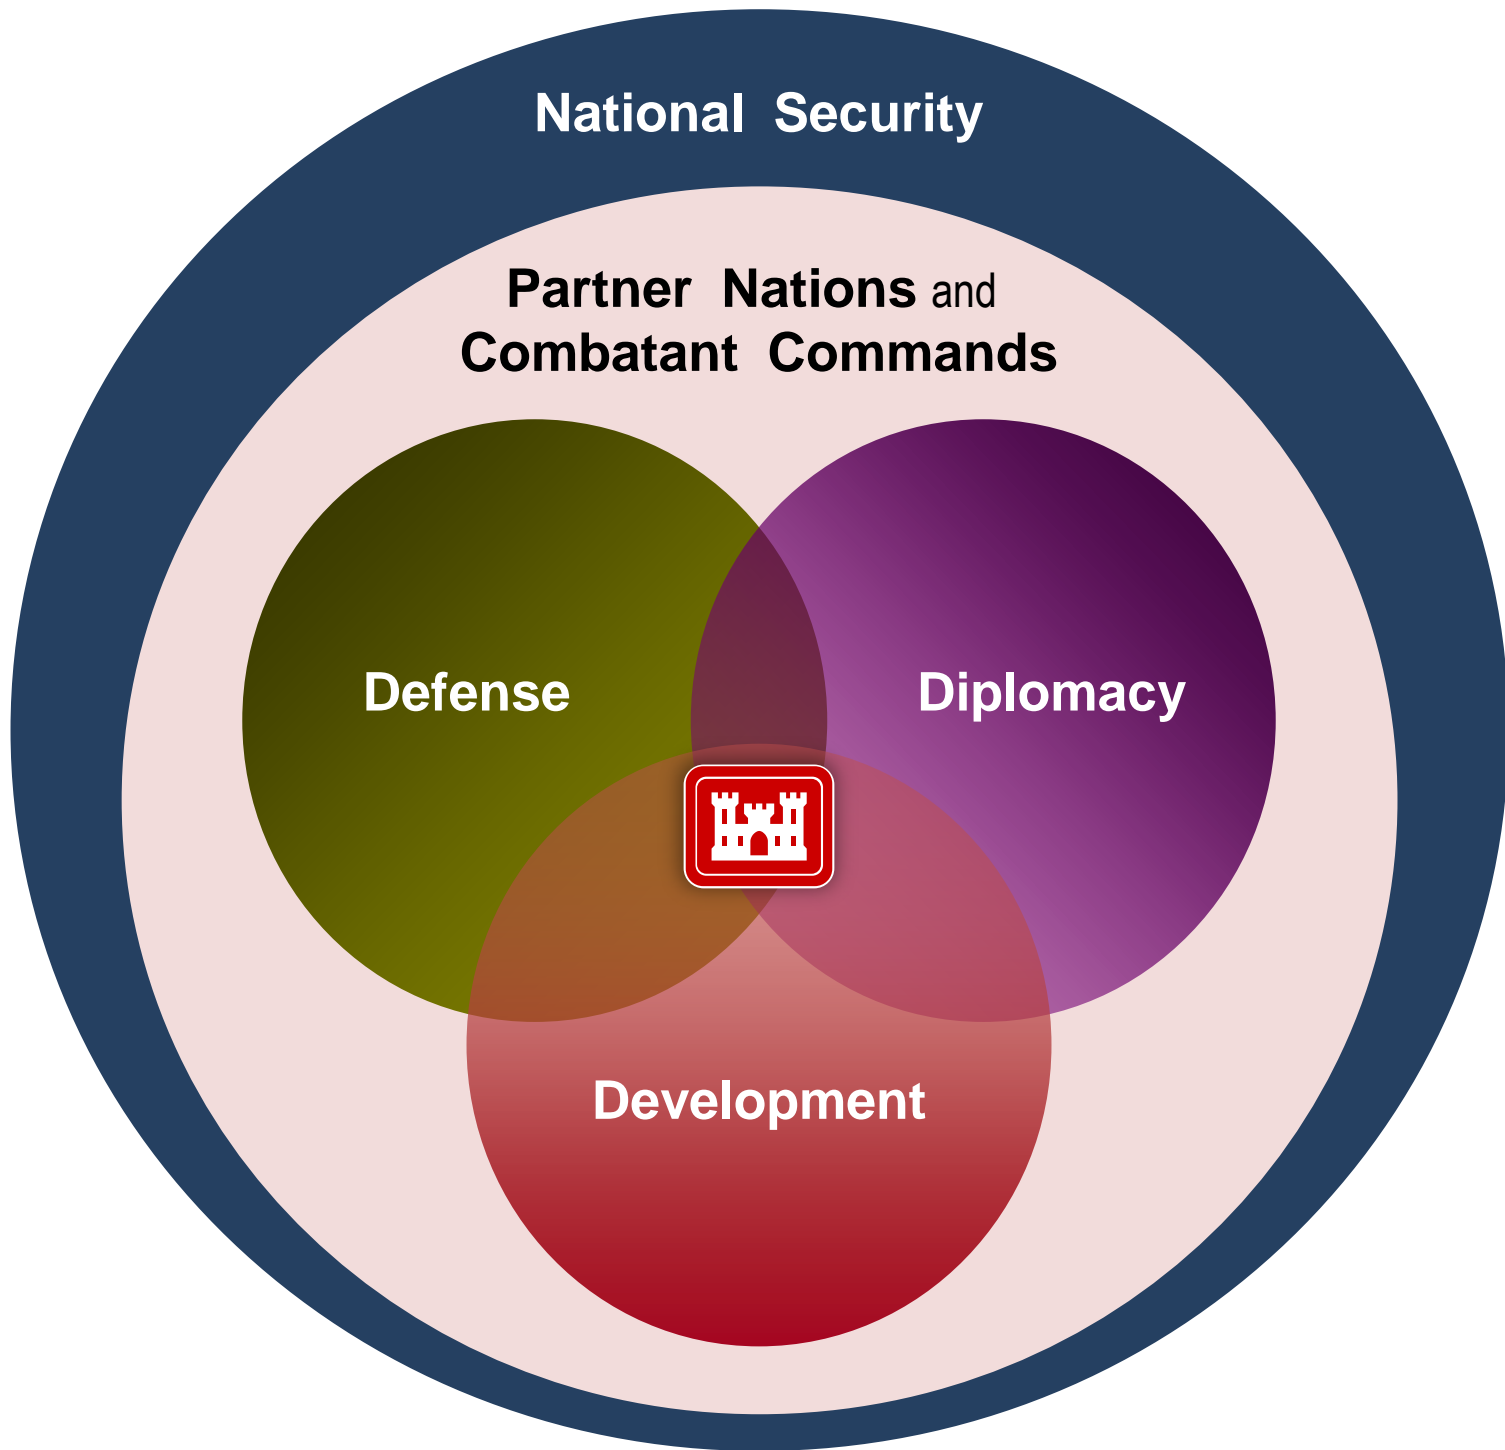 National Security
Partner Nations and
Combatant Commands
Defense
Diplomacy
Development